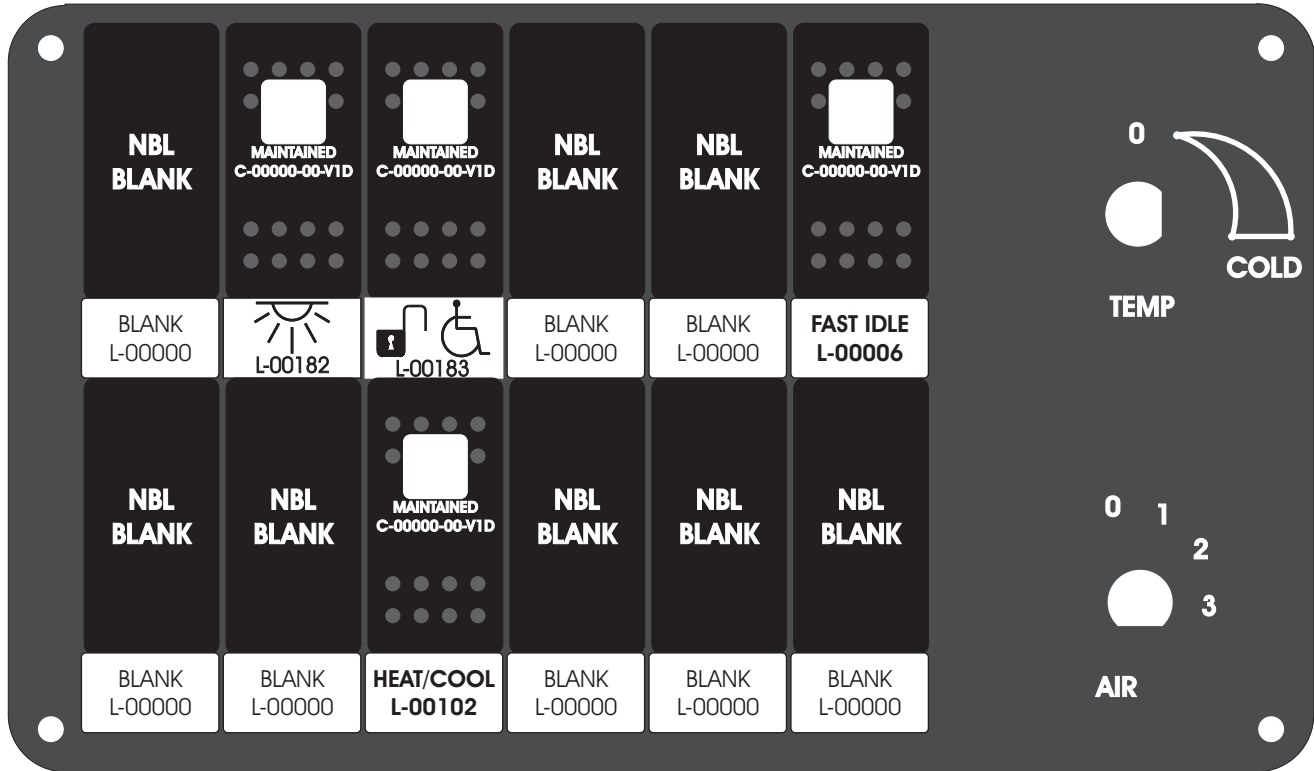 NBL
BLANK
MAINTAINED
C-00000-00-V1D
MAINTAINED
C-00000-00-V1D
NBL
BLANK
NBL
BLANK
MAINTAINED
C-00000-00-V1D
BLANK
L-00000
L-00182
L-00183
BLANK
L-00000
BLANK
L-00000
FAST IDLE
L-00006
0
COLD
TEMP
NBL
BLANK
NBL
BLANK
MAINTAINED
C-00000-00-V1D
NBL
BLANK
NBL
BLANK
NBL
BLANK
BLANK
L-00000
BLANK
L-00000
HEAT/COOL
L-00102
BLANK
L-00000
BLANK
L-00000
BLANK
L-00000
0
1
2
3
AIR